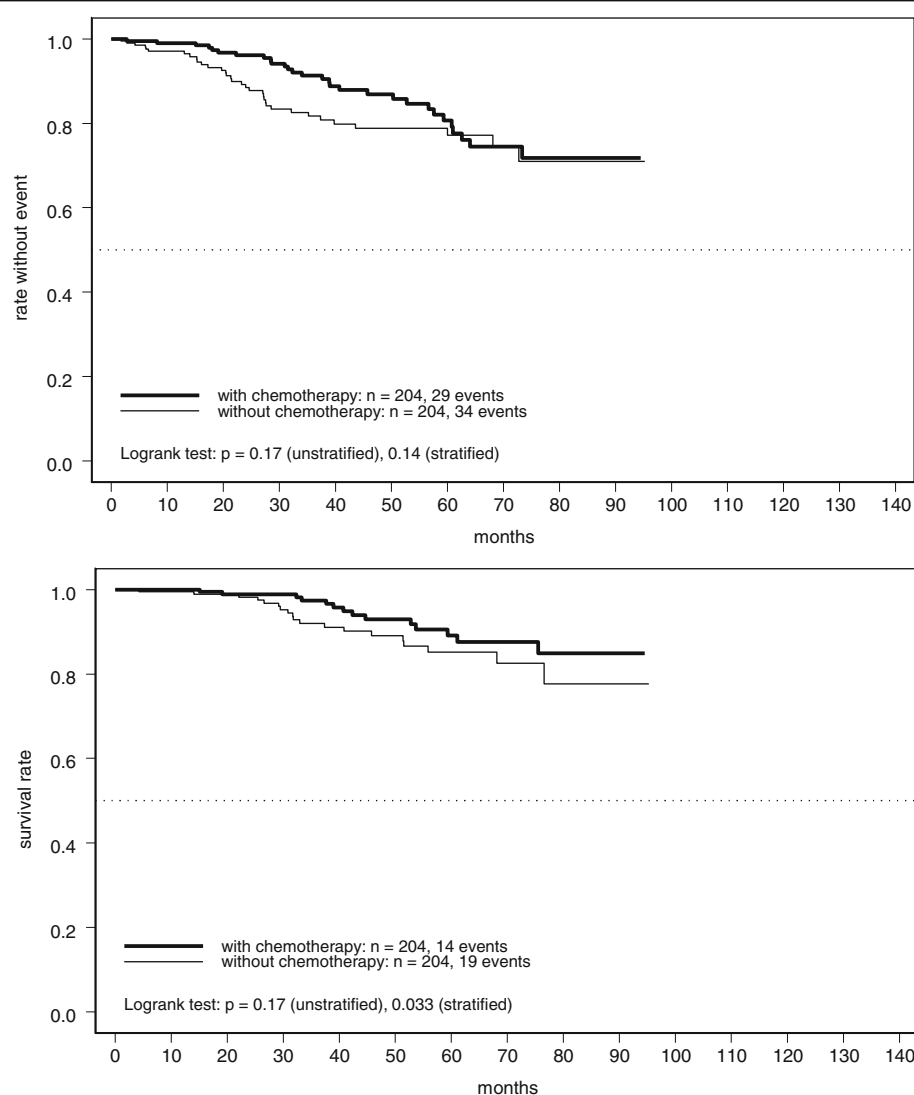 1.0
0.8
0.6
0.4
0.2
0.0
rate without event
with chemotherapy: n = 204, 29 events
without chemotherapy: n = 204, 34 events
Logrank test: p = 0.17 (unstratified), 0.14 (stratified)
0 10 20 30 40 50 60 70 80 90 100 110 120 130 140
months
1.0
0.8
0.6
0.4
0.2
0.0
survival rate
with chemotherapy: n = 204, 14 events
without chemotherapy: n = 204, 19 events
Logrank test: p = 0.17 (unstratified), 0.033 (stratified)
0 10 20 30 40 50 60 70 80 90 100 110 120 130 140
months